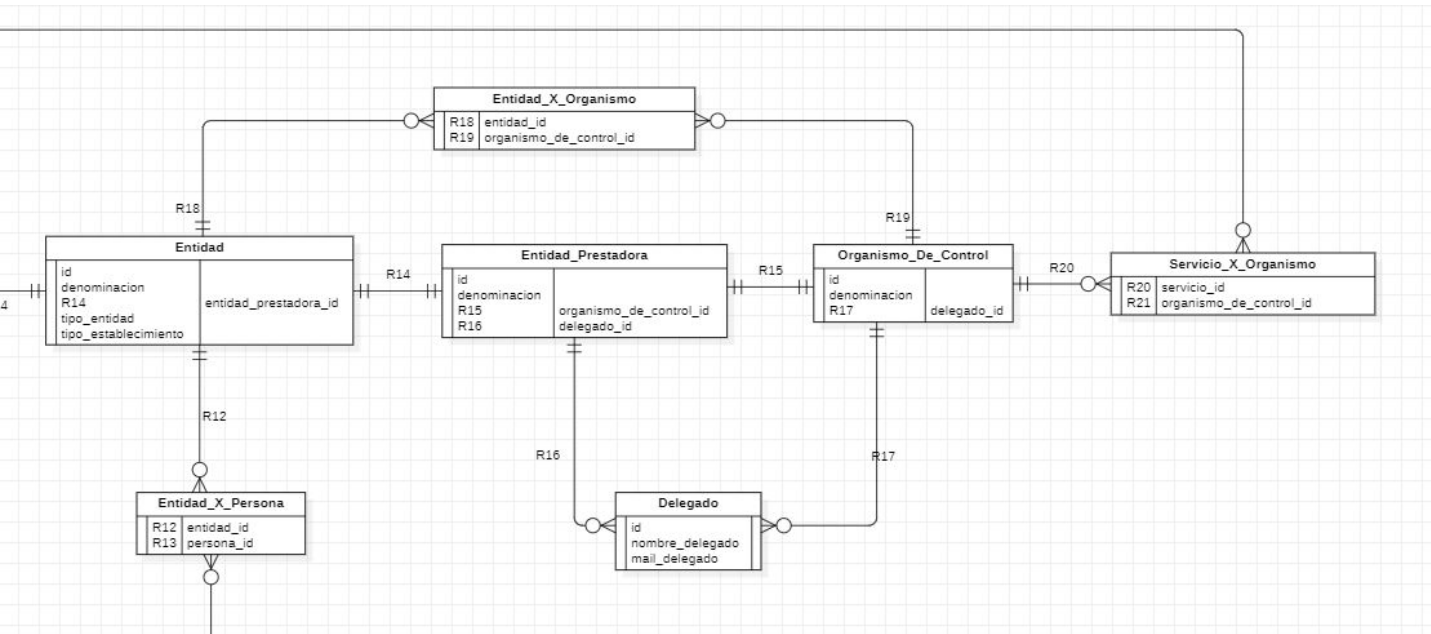 Entidad_X_Organismo
R18 entidad_id
R19 organismo_de_control_id
R18
R19
Entidad
id
denominacion
R14 entidad_prestadora_id
tipo_entidad
tipo_establecimiento
4
R14
Entidad_Prestadora
id
denominacion
R15 organismo_de_control_id
R16 delegado_id
R15
Organismo_De_Control
id
denominacion
R17 delegado_id
R20
Servicio_X_Organismo
R20 servicio_id
R21 organismo_de_control_id
R12
R16
R17
Entidad_X_Persona
R12 entidad_id
R13 persona_id
Delegado
id
nombre_delegado
mail_delegado